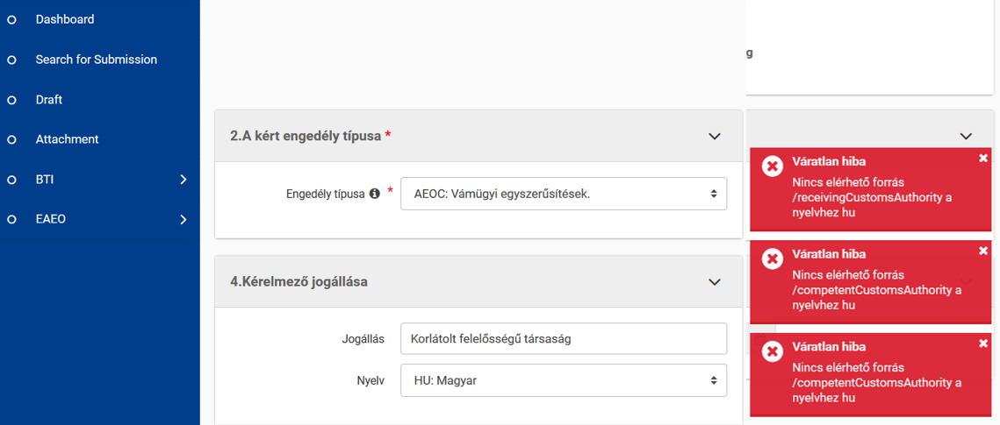 Dashboard
Search for Submission
Draft
Attachment
BTI
EAEO
g
2.A kért engedély típusa *
Engedély típusa *
AEOC: Vámügyi egyszerűsítések.
4.Kérelmező jogállása
Jogállás
Korlátolt felelősségű társaság
Nyelv
HU: Magyar
Váratlan hiba
Nincs elérhető forrás
/receivingCustomsAuthority a
nyelvhez hu
Váratlan hiba
Nincs elérhető forrás
/competentCustomsAuthority a
nyelvhez hu
Váratlan hiba
Nincs elérhető forrás
/competentCustomsAuthority a
nyelvhez hu